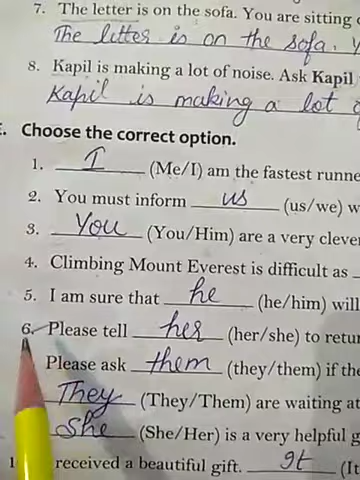 7. The letter is on the sofa. You are sitting
The letter is on the sofa.
8. Kapil is making a lot of noise. Ask Kapil
Kapil is making a lot
Choose the correct option.
1. I (Me/I) am the fastest runne
2. You must inform us (us/we) w
3. You (You/Him) are a very clever
4. Climbing Mount Everest is difficult as
5. I am sure that he (he/him) will
6. Please tell her (her/she) to retur
Please ask them (they/them) if the
They (They/Them) are waiting at
She (She/Her) is a very helpful g
1 received a beautiful gift. It (It